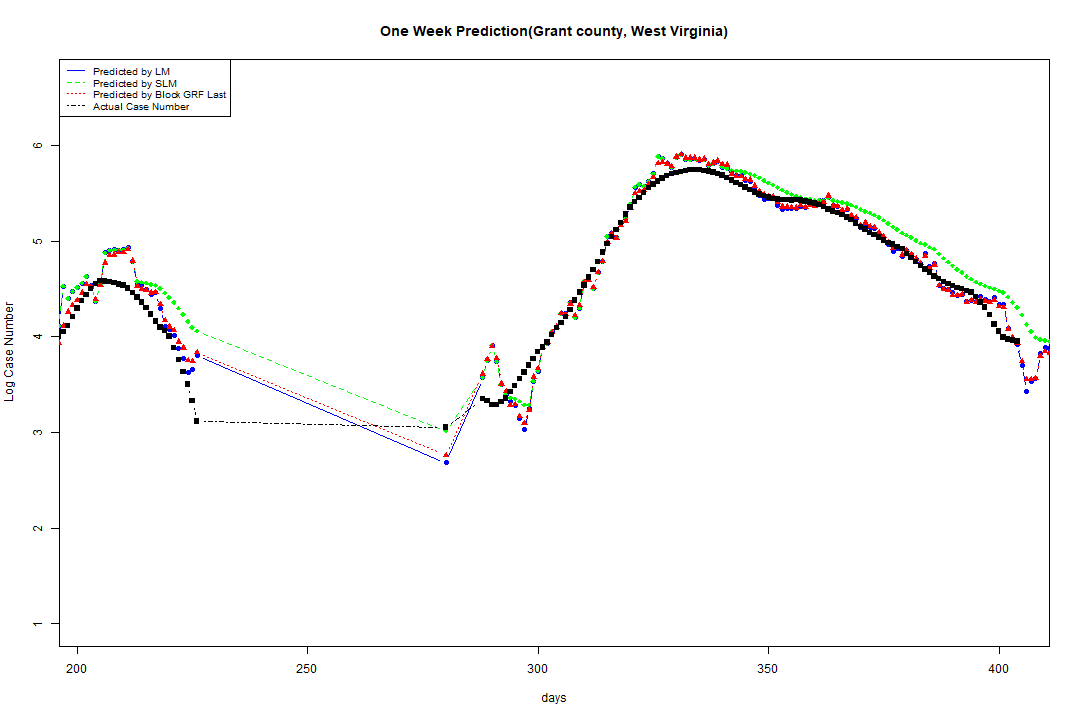 One Week Prediction(Grant county, West Virginia)
Predicted by LM
Predicted by SLM
Predicted by Block GRF Last
Actual Case Number
6
5
4
3
2
1
Log Case Number
200 250 300 350 400
days